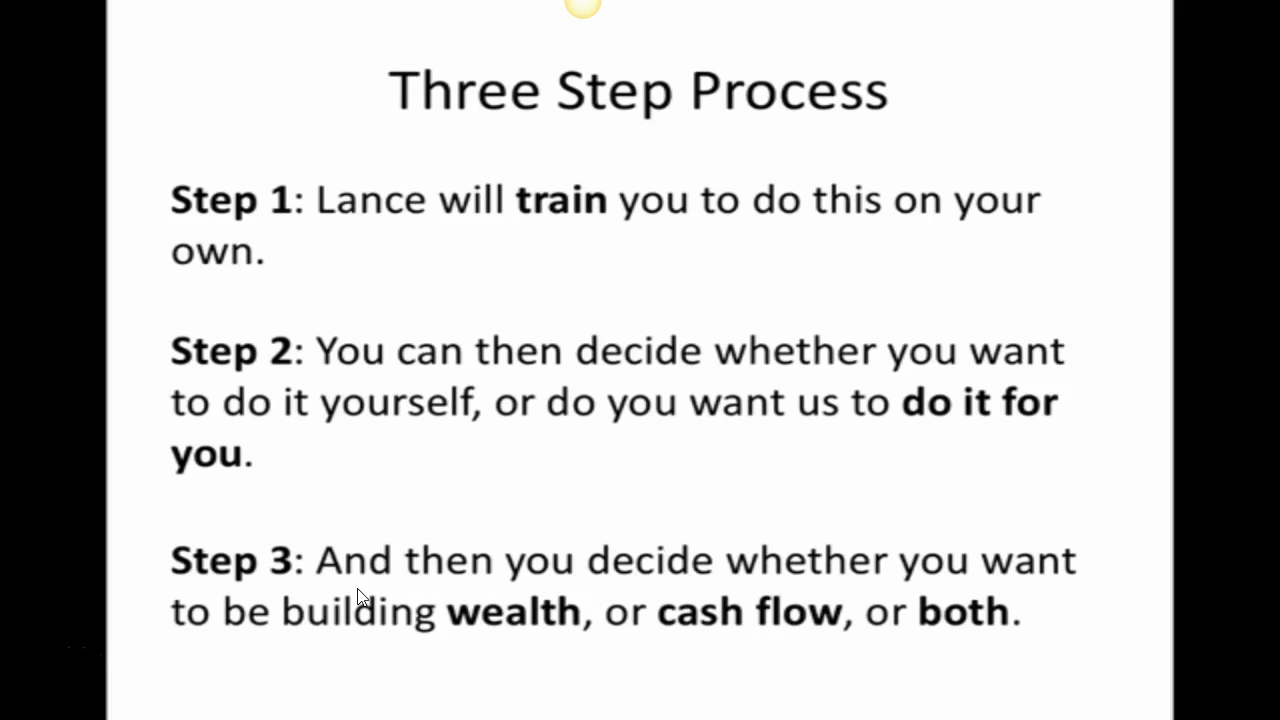 Three Step Process
Step 1: Lance will train you to do this on your
own.
Step 2: You can then decide whether you want
to do it yourself, or do you want us to do it for
you.
Step 3: And then you decide whether you want
to be building wealth, or cash flow, or both.